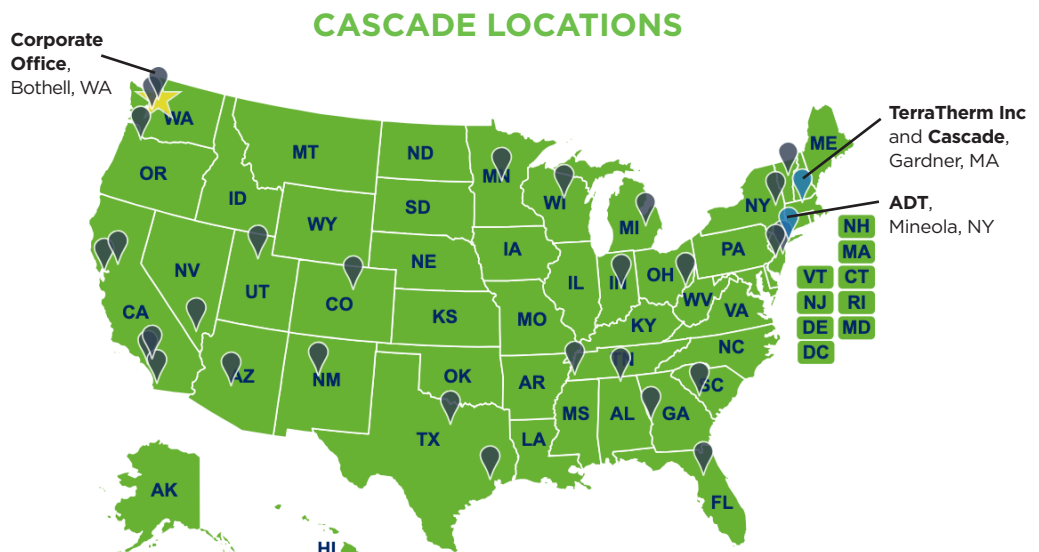 CASCADE LOCATIONS
Corporate
Office,
Bothell, WA
TerraTherm Inc
and Cascade,
Gardner, MA
ADT,
Mineola, NY
WA
OR
MT
ID
ND
MN
WI
MI
NY
ME
SD
WY
NV
UT
CO
CA
NE
IA
IL
IN
OH
PA
WV
VA
KS
MO
KY
NC
TN
AZ
NM
OK
AR
SC
MS
AL
GA
TX
LA
FL
AK
HI
NH
MA
VT CT
NJ RI
DE MD
DC